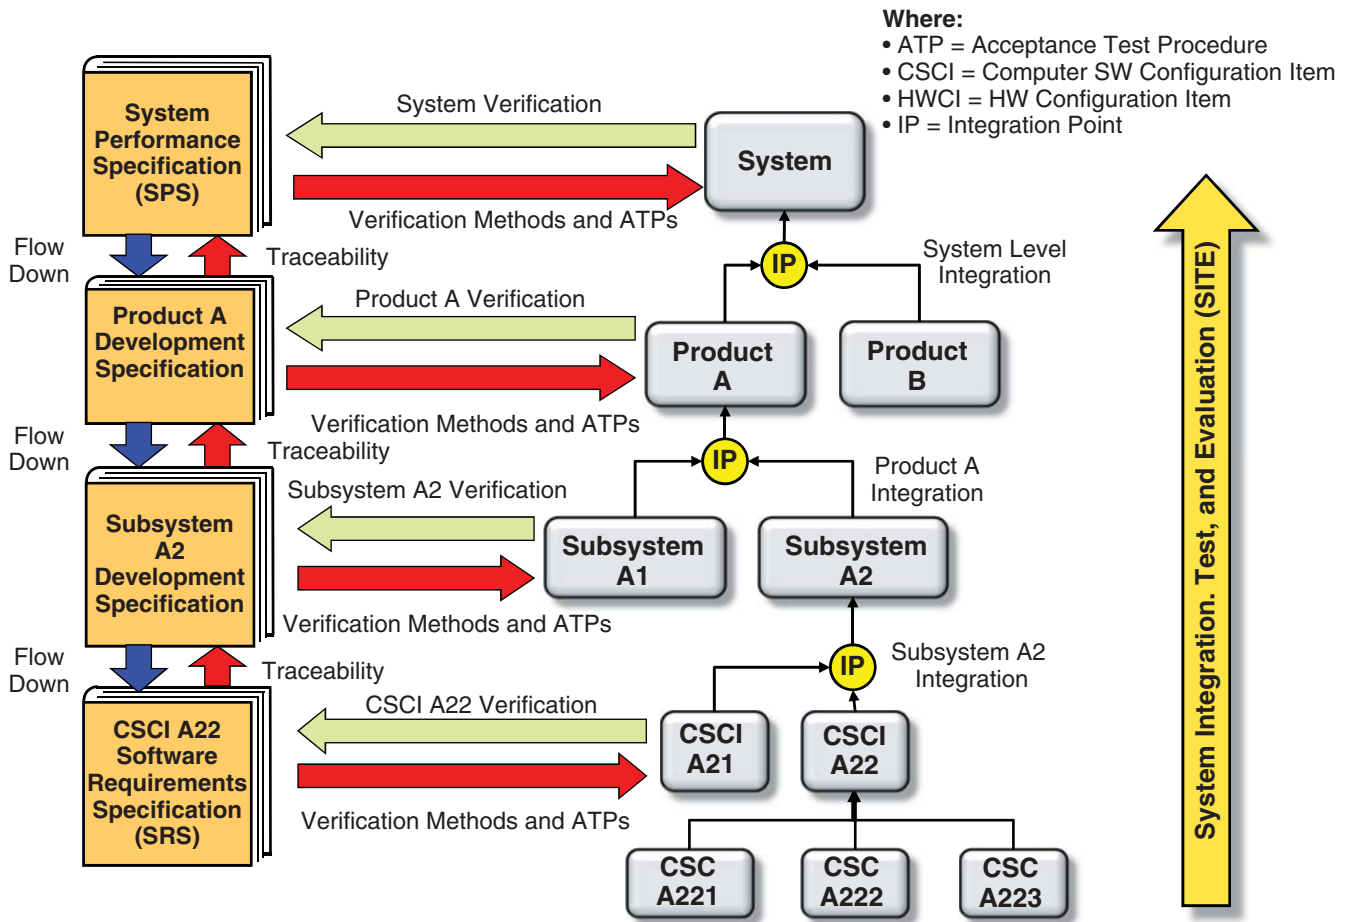 Where:
• ATP = Acceptance Test Procedure
• CSCI = Computer SW Configuration Item
• HWCI = HW Configuration Item
• IP = Integration Point
System
Performance
Specification
(SPS)
System Verification
System
Verification Methods and ATPs
Flow
Down
Traceability
IP
System Level
Integration
Product A
Development
Specification
Product A Verification
Product
A
Product
B
Verification Methods and ATPs
Flow
Down
Traceability
IP
Product A
Integration
Subsystem
A2
Development
Specification
Subsystem A2 Verification
Subsystem
A1
Subsystem
A2
Verification Methods and ATPs
Flow
Down
Traceability
IP
Subsystem A2
Integration
CSCI A22
Software
Requirements
Specification
(SRS)
CSCI A22 Verification
CSCI
A21
CSCI
A22
Verification Methods and ATPs
CSC
A221
CSC
A222
CSC
A223
System Integration. Test, and Evaluation (SITE)